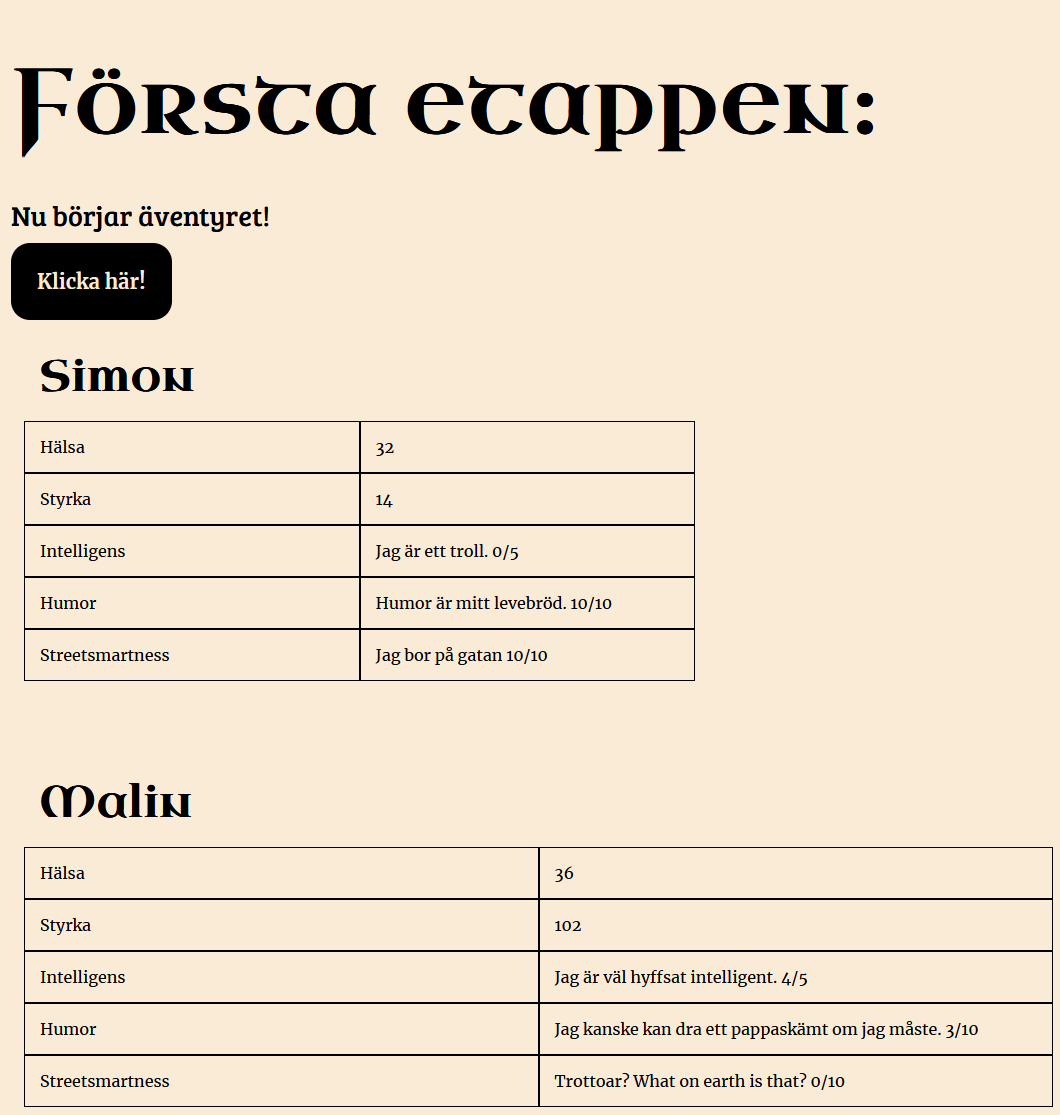 Första etappen:
Nu börjar äventyret!
Klicka här!
Simon
Hälsa 32
Styrka 14
Intelligens Jag är ett troll. 0/5
Humor Humor är mitt levebröd. 10/10
Streetsmartness Jag bor på gatan 10/10
Malin
Hälsa 36
Styrka 102
Intelligens Jag är väl hyffsat intelligent. 4/5
Humor Jag kanske kan dra ett pappaskämt om jag måste. 3/10
Streetsmartness Trottoar? What on earth is that? 0/10